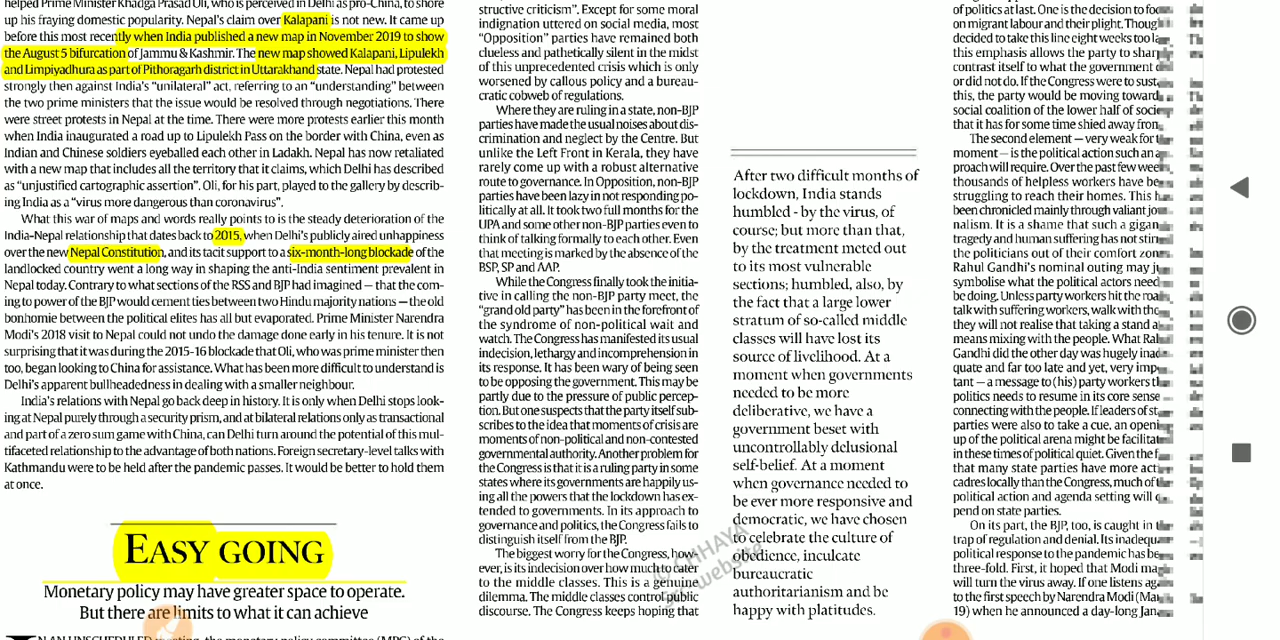 helped Prime Minister Khadga Prasad Oli, who is perceived in Delhi as pro-China, to shore
up his fraying domestic popularity. Nepal's claim over Kalapani is not new. It came up
before this most recently when India published a new map in November 2019 to show
the August 5 bifurcation of Jammu & Kashmir. The new map showed Kalapani, Lipulekh
and Limpiyadhura as part of Pithoragarh district in Uttarakhand state. Nepal had protested
strongly then against India's "unilateral" act, referring to an "understanding" between
the two prime ministers that the issue would be resolved through negotiations. There
were street protests in Nepal at the time. There were more protests earlier this month
when India inaugurated a road up to Lipulekh Pass on the border with China, even as
Indian and Chinese soldiers eyeballed each other in Ladakh. Nepal has now retaliated
with a new map that includes all the territory that it claims, which Delhi has described
as "unjustified cartographic assertion". Oli, for his part, played to the gallery by describ-
ing India as a "virus more dangerous than coronavirus".
What this war of maps and words really points to is the steady deterioration of the
India-Nepal relationship that dates back to 2015, when Delhi's publicly aired unhappiness
over the new Nepal Constitution, and its tacit support to a six-month-long blockade of the
landlocked country went a long way in shaping the anti-India sentiment prevalent in
Nepal today. Contrary to what sections of the RSS and BJP had imagined — that the com-
ing to power of the BJP would cement ties between two Hindu majority nations — the old
bonhomie between the political elites has all but evaporated. Prime Minister Narendra
Modi's 2018 visit to Nepal could not undo the damage done early in his tenure. It is not
surprising that it was during the 2015-16 blockade that Oli, who was prime minister then
too, began looking to China for assistance. What has been more difficult to understand is
Delhi's apparent bullheadedness in dealing with a smaller neighbour.
India's relations with Nepal go back deep in history. It is only when Delhi stops look-
ing at Nepal purely through a security prism, and at bilateral relations only as transactional
and part of a zero sum game with China, can Delhi turn around the potential of this mul-
tifaceted relationship to the advantage of both nations. Foreign secretary-level talks with
Kathmandu were to be held after the pandemic passes. It would be better to hold them
at once.
EASY GOING
Monetary policy may have greater space to operate.
But there are limits to what it can achieve
N AN UNSCHEDULED meeting, the monetary policy committee (MPC) of the
structive criticism". Except for some moral
indignation uttered on social media, most
"Opposition" parties have remained both
clueless and pathetically silent in the midst
of this unprecedented crisis which is only
worsened by callous policy and a bureau-
cratic cobweb of regulations.
Where they are ruling in a state, non-BJP
parties have made the usual noises about dis-
crimination and neglect by the Centre. But
unlike the Left Front in Kerala, they have
rarely come up with a robust alternative
route to governance. In Opposition, non-BJP
parties have been lazy in not responding po-
litically at all. It took two full months for the
UPA and some other non-BJP parties even to
think of talking formally to each other. Even
that meeting is marked by the absence of the
BSP, SP and AAP.
While the Congress finally took the initia-
tive in calling the non-BJP party meet, the
"grand old party" has been in the forefront of
the syndrome of non-political wait and
watch. The Congress has manifested its usual
indecision, lethargy and incomprehension in
its response. It has been wary of being seen
to be opposing the government. This may be
partly due to the pressure of public percep-
tion. But one suspects that the party itself sub-
scribes to the idea that moments of crisis are
moments of non-political and non-contested
governmental authority. Another problem for
the Congress is that it is a ruling party in some
states where its governments are happily us-
ing all the powers that the lockdown has ex-
tended to governments. In its approach to
governance and politics, the Congress fails to
distinguish itself from the BJP.
The biggest worry for the Congress, how-
ever, is its indecision over how much to cater
to the middle classes. This is a genuine
dilemma. The middle classes control public
discourse. The Congress keeps hoping that
After two difficult months of
lockdown, India stands
humbled - by the virus, of
course; but more than that,
by the treatment meted out
to its most vulnerable
sections; humbled, also, by
the fact that a large lower
stratum of so-called middle
classes will have lost its
source of livelihood. At a
moment when governments
needed to be more
deliberative, we have a
government beset with
uncontrollably delusional
self-belief. At a moment
when governance needed to
be ever more responsive and
democratic, we have chosen
to celebrate the culture of
obedience, inculcate
bureaucratic
authoritarianism and be
happy with platitudes.
of politics at last. One is the decision to foc
on migrant labour and their plight. Thoug
decided to take this line eight weeks too la
this emphasis allows the party to shar
contrast itself to what the government
or did not do. If the Congress were to sust
this, the party would be moving toward
social coalition of the lower half of socie
that it has for some time shied away fron
The second element — very weak for t
moment — is the political action such an a
proach will require. Over the past few wee
thousands of helpless workers have be
struggling to reach their homes. This h
been chronicled mainly through valiant jou
nalism. It is a shame that such a gigan
tragedy and human suffering has not stin
the politicians out of their comfort zon
Rahul Gandhi's nominal outing may ju
symbolise what the political actors need
be doing. Unless party workers hit the roa
talk with suffering workers, walk with the
they will not realise that taking a stand a
means mixing with the people. What Ral
Gandhi did the other day was hugely inad
quate and far too late and yet, very imp
tant — a message to (his) party workers th
politics needs to resume in its core sense
connecting with the people. If leaders of st
parties were also to take a cue, an openi
up of the political arena might be facilitat
in these times of political quiet. Given the f
that many state parties have more acti
cadres locally than the Congress, much of t
political action and agenda setting will d
pend on state parties.
On its part, the BJP, too, is caught in th
trap of regulation and denial. Its inadequ
political response to the pandemic has be
three-fold. First, it hoped that Modi ma
will turn the virus away. If one listens aga
to the first speech by Narendra Modi (Mar
19) when he announced a day-long Jan